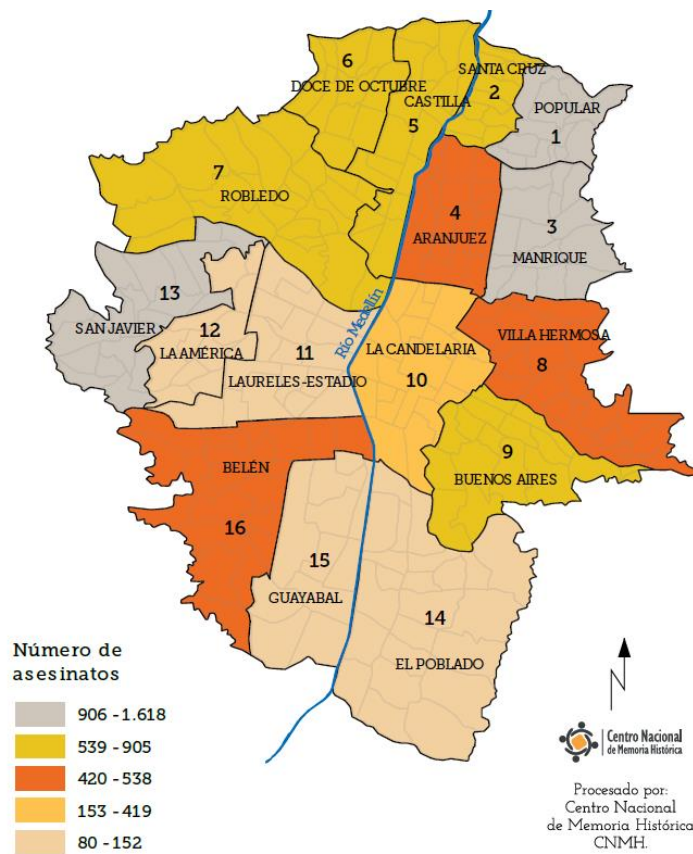 6
DOCE DE OCTUBRE
SANTA CRUZ
2
CASTILLA
5
POPULAR
1
7
ROBLEDO
4
ARANJUEZ
3
MANRIQUE
13
SAN JAVIER
12
LA AMÉRICA
11
LAURELES-ESTADIO
Río Medellín
LA CANDELARIA
10
VILLA HERMOSA
8
9
BUENOS AIRES
BELÉN
16
15
GUAYABAL
14
EL POBLADO
Número de
asesinatos
906 - 1.618
539 - 905
420 - 538
153 - 419
80 - 152
N
Centro Nacional
de Memoria Histórica
Procesado por:
Centro Nacional
de Memoria Histórica
CNMH.